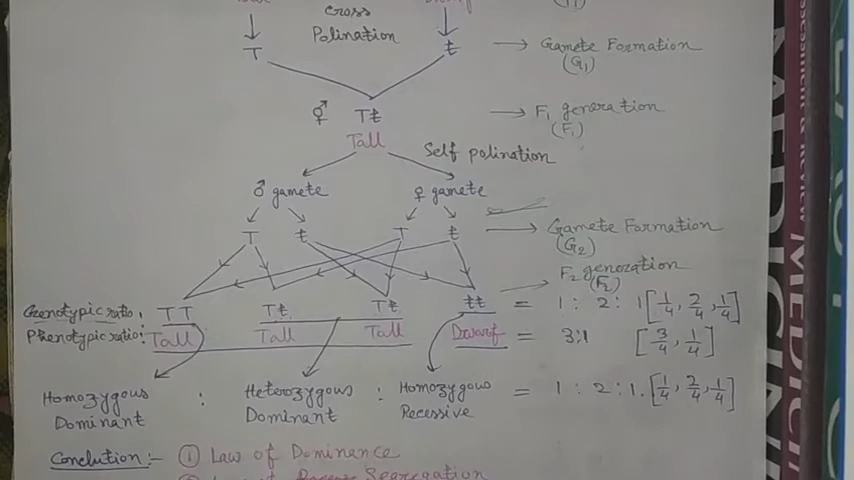 Cross
Polination
T t → Gamete Formation
(G1)
⚥ Tt → F1 generation
(F1)
Tall
Self polination
♂ gamete ♀ gamete
T t T t → Gamete Formation
(G2)
F2 genozation
(F2)
Genotypic ratio, TT Tt Tt tt = 1 : 2 : 1 [1/4, 2/4, 1/4]
Phenotypic ratio: Tall Tall Tall Dwarf = 3:1 [3/4, 1/4]
Homozygous : Heterozygous : Homozygous = 1 : 2 : 1. [1/4, 2/4, 1/4]
Dominant Dominant Recessive
Conclution :- ① Law of Dominance
Segregation